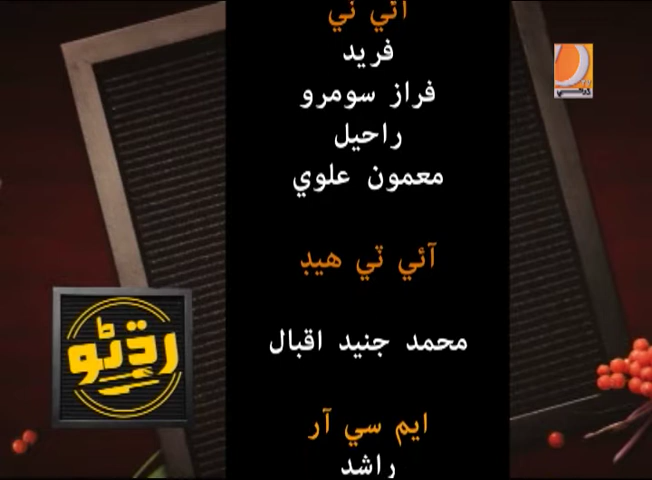 آئي ٽي
فريد
فراز سومرو
راحيل
معمون علوي
آئي ٽي هيڊ
محمد جنيد اقبال
ايم سي آر
راشد
رڌڻو